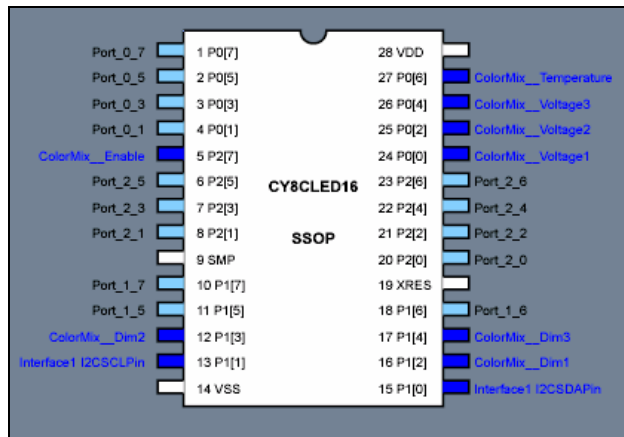 Port_0_7 1 P0[7] 28 VDD
Port_0_5 2 P0[5] 27 P0[6] ColorMix__Temperature
Port_0_3 3 P0[3] 26 P0[4] ColorMix__Voltage3
Port_0_1 4 P0[1] 25 P0[2] ColorMix__Voltage2
ColorMix__Enable 5 P2[7] 24 P0[0] ColorMix__Voltage1
Port_2_5 6 P2[5] CY8CLED16 23 P2[6] Port_2_6
Port_2_3 7 P2[3] 22 P2[4] Port_2_4
Port_2_1 8 P2[1] SSOP 21 P2[2] Port_2_2
9 SMP 20 P2[0] Port_2_0
Port_1_7 10 P1[7] 19 XRES
Port_1_5 11 P1[5] 18 P1[6] Port_1_6
ColorMix__Dim2 12 P1[3] 17 P1[4] ColorMix__Dim3
Interface1 I2CSCLPin 13 P1[1] 16 P1[2] ColorMix__Dim1
14 VSS 15 P1[0] Interface1 I2CSDAPin